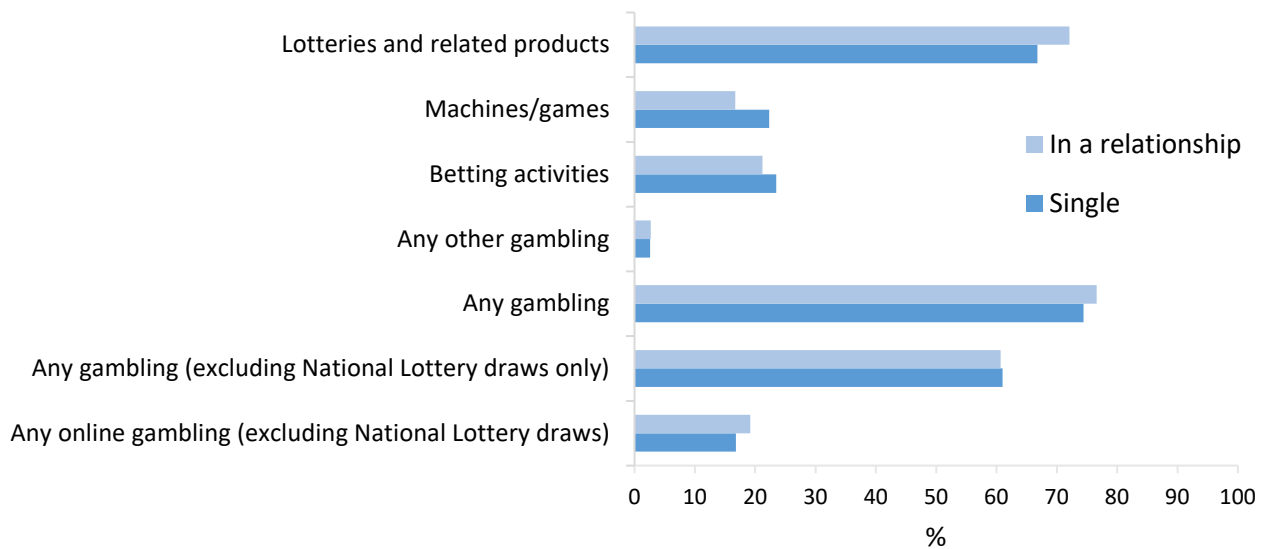 Lotteries and related products
Machines/games
In a relationship
Betting activities
Single
Any other gambling
Any gambling
Any gambling (excluding National Lottery draws only)
Any online gambling (excluding National Lottery draws)
0 10 20 30 40 50 60 70 80 90 100
%